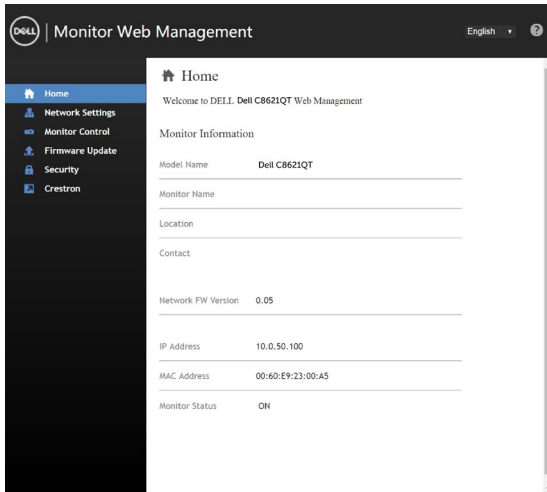 DELL Monitor Web Management
English
?
Home
Network Settings
Monitor Control
Firmware Update
Security
Crestron
Home
Welcome to DELL Dell C8621QT Web Management
Monitor Information
Model Name Dell C8621QT
Monitor Name
Location
Contact
Network FW Version 0.05
IP Address 10.0.50.100
MAC Address 00:60:E9:23:00:A5
Monitor Status ON